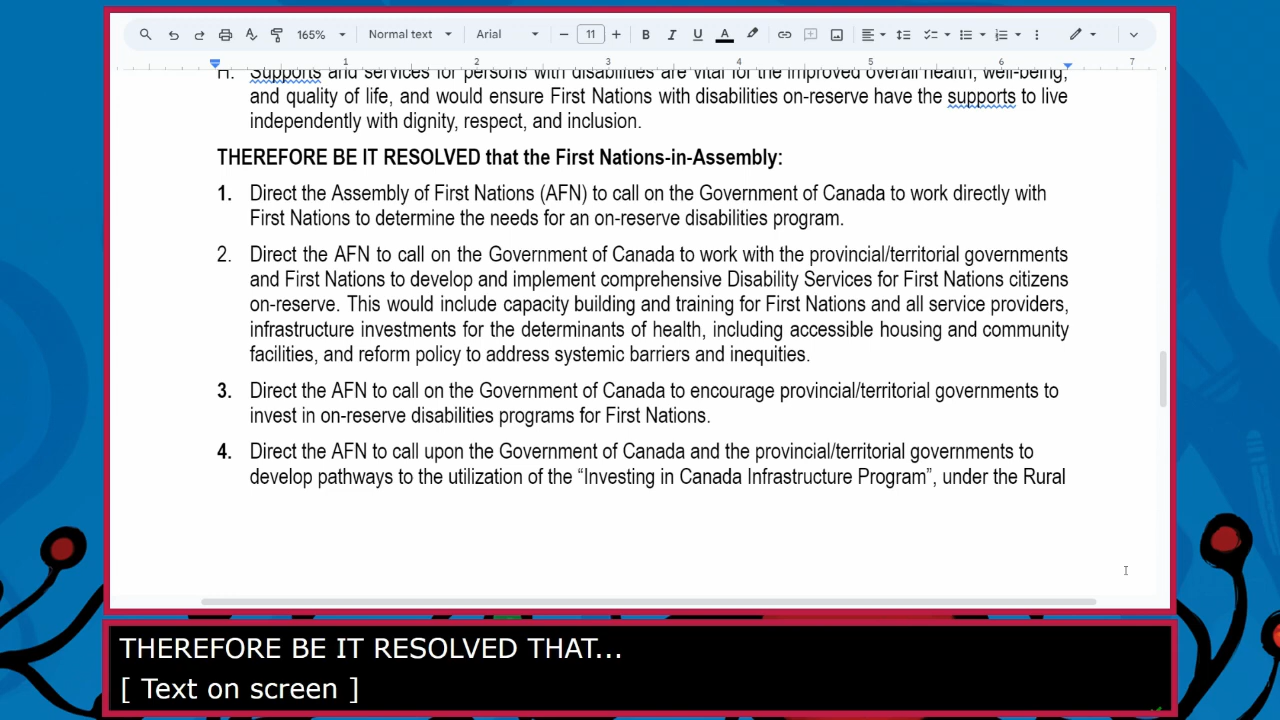 165%
Normal text
Arial
11
1 2 3 4 5 6 7
H. Supports and services for persons with disabilities are vital for the improved overall health, well-being,
and quality of life, and would ensure First Nations with disabilities on-reserve have the supports to live
independently with dignity, respect, and inclusion.
THEREFORE BE IT RESOLVED that the First Nations-in-Assembly:
1. Direct the Assembly of First Nations (AFN) to call on the Government of Canada to work directly with
First Nations to determine the needs for an on-reserve disabilities program.
2. Direct the AFN to call on the Government of Canada to work with the provincial/territorial governments
and First Nations to develop and implement comprehensive Disability Services for First Nations citizens
on-reserve. This would include capacity building and training for First Nations and all service providers,
infrastructure investments for the determinants of health, including accessible housing and community
facilities, and reform policy to address systemic barriers and inequities.
3. Direct the AFN to call on the Government of Canada to encourage provincial/territorial governments to
invest in on-reserve disabilities programs for First Nations.
4. Direct the AFN to call upon the Government of Canada and the provincial/territorial governments to
develop pathways to the utilization of the “Investing in Canada Infrastructure Program”, under the Rural
THEREFORE BE IT RESOLVED THAT...
[ Text on screen ]